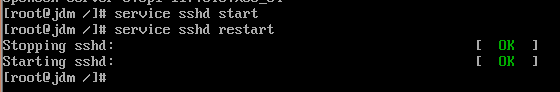 [root@jdm /]# service sshd start
[root@jdm /]# service sshd restart
Stopping sshd: [ OK ]
Starting sshd: [ OK ]
[root@jdm /]#